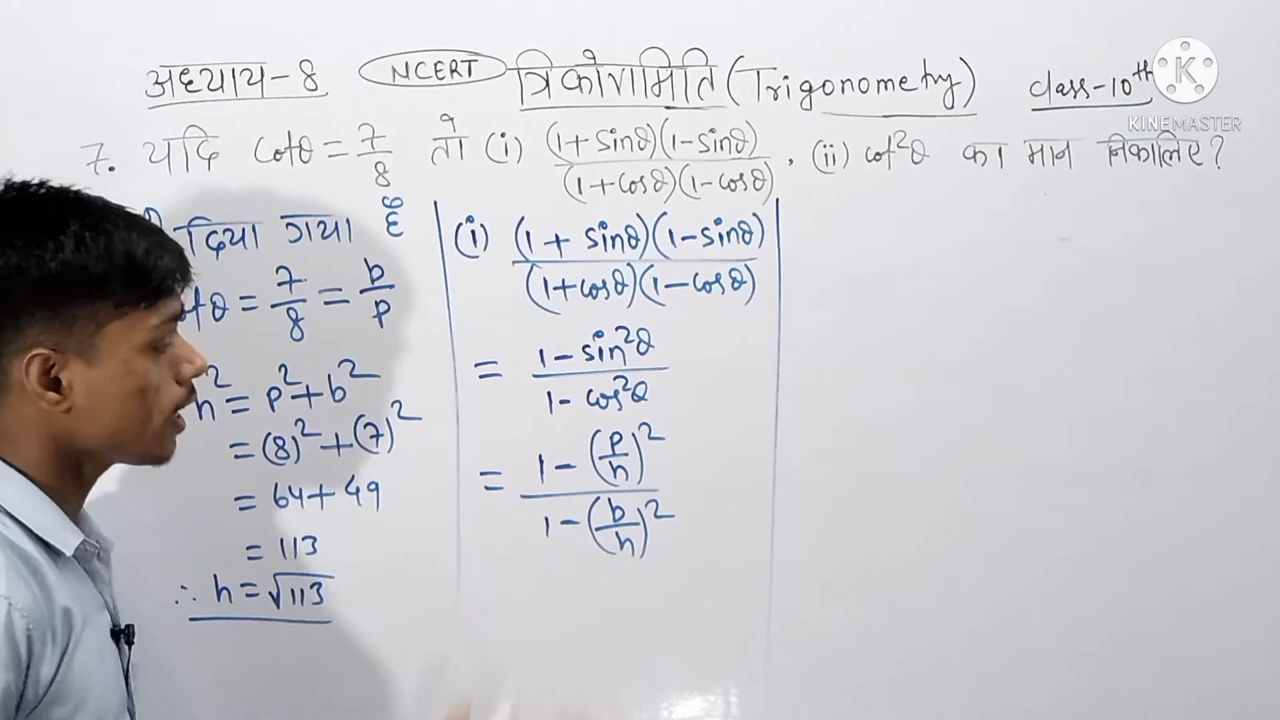 अध्याय-8 NCERT त्रिकोणमिति (Trigonometry) class-10th
KINEMASTER
7. यदि cotθ = 7/8 तो (i) (1+sinθ)(1-sinθ)/(1+cosθ)(1-cosθ), (ii) cot²θ का मान निकालिए?
दिया गया है
θ = 7/8 = b/p
h² = p² + b²
= (8)² + (7)²
= 64 + 49
= 113
∴ h = √113
(i) (1 + sinθ)(1-sinθ)/(1+cosθ)(1-cosθ)
= 1 - sin²θ/1 - cos²θ
= 1 - (p/h)²/1 - (b/h)²